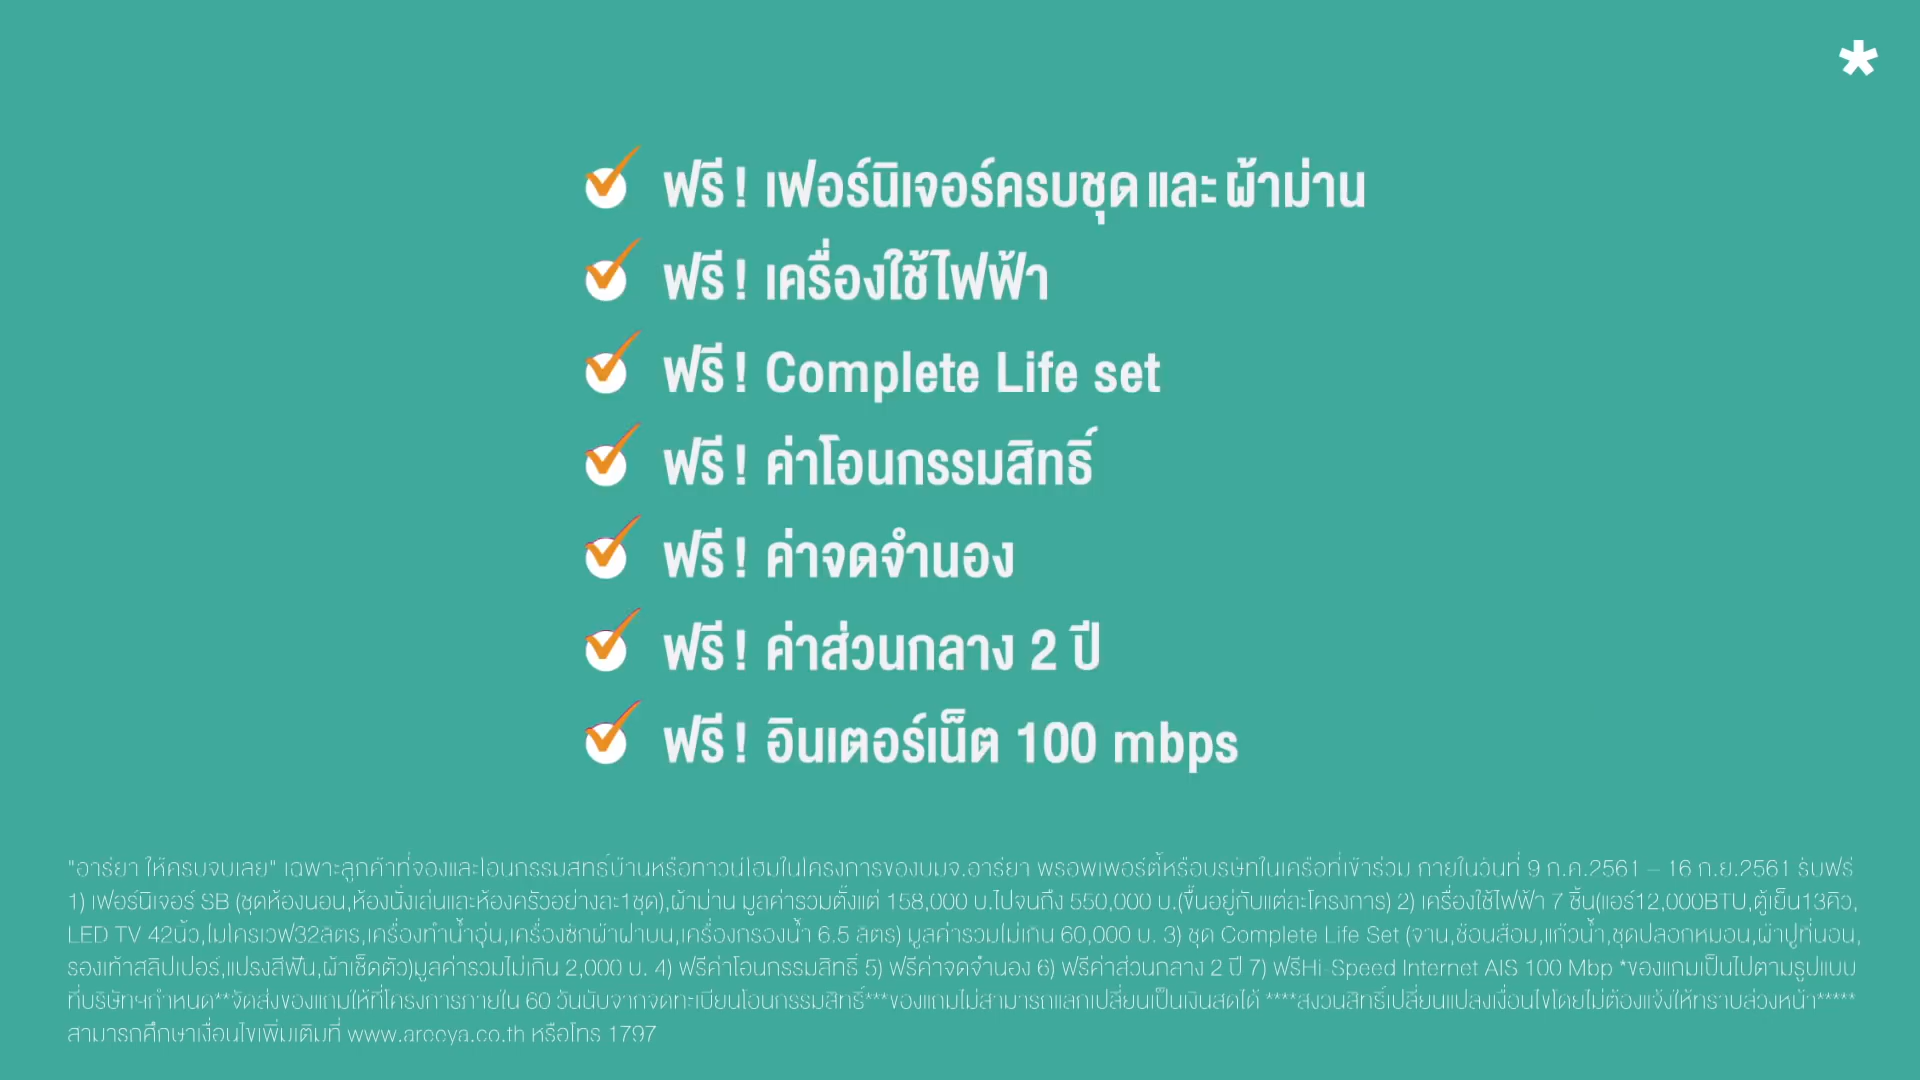 *
ฟรี! เฟอร์นิเจอร์ครบชุดและผ้าม่าน
ฟรี! เครื่องใช้ไฟฟ้า
ฟรี! Complete Life set
ฟรี! ค่าโอนกรรมสิทธิ์
ฟรี! ค่าจดจำนอง
ฟรี! ค่าส่วนกลาง 2 ปี
ฟรี! อินเตอร์เน็ต 100 mbps
"อารียา ให้ครบจบเลย" เฉพาะลูกค้าที่จองและโอนกรรมสิทธิ์บ้านหรือทาวน์โฮมในโครงการของบมจ.อารียา พรอพเพอร์ตี้หรือบริษัทในเครือที่เข้าร่วม ภายในวันที่ 9 ก.ค.2561 – 16 ก.ย.2561 รับฟรี
1) เฟอร์นิเจอร์ SB (ชุดห้องนอน,ห้องนั่งเล่นและห้องครัวอย่างละ1ชุด),ผ้าม่าน มูลค่ารวมตั้งแต่ 158,000 บ.ไปจนถึง 550,000 บ.(ขึ้นอยู่กับแต่ละโครงการ) 2) เครื่องใช้ไฟฟ้า 7 ชิ้น(แอร์12,000BTU,ตู้เย็น13คิว,
LED TV 42นิ้ว,ไมโครเวฟ32ลิตร,เครื่องทำน้ำอุ่น,เครื่องซักผ้าฝาบน,เครื่องกรองน้ำ 6.5 ลิตร) มูลค่ารวมไม่เกิน 60,000 บ. 3) ชุด Complete Life Set (จาน,ช้อนส้อม,แก้วน้ำ,ชุดปลอกหมอน,ผ้าปูที่นอน,
รองเท้าสลิปเปอร์,แปรงสีฟัน,ผ้าเช็ดตัว)มูลค่ารวมไม่เกิน 2,000 บ. 4) ฟรีค่าโอนกรรมสิทธิ์ 5) ฟรีค่าจดจำนอง 6) ฟรีค่าส่วนกลาง 2 ปี 7) ฟรีHi-Speed Internet AIS 100 Mbp *ของแถมเป็นไปตามรูปแบบ
ที่บริษัทฯกำหนด**จัดส่งของแถมให้ที่โครงการภายใน 60 วันนับจากจดทะเบียนโอนกรรมสิทธิ์***ของแถมไม่สามารถแลกเปลี่ยนเป็นเงินสดได้ ****สงวนสิทธิ์เปลี่ยนแปลงเงื่อนไขโดยไม่ต้องแจ้งให้ทราบล่วงหน้า*****
สามารถศึกษาเงื่อนไขเพิ่มเติมที่ www.areeya.co.th หรือโทร 1797